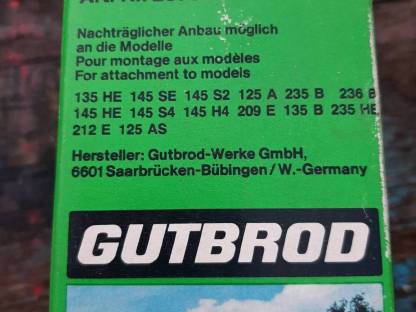 Nachträglicher Anbau möglich
an die Modelle
Pour montage aux modèles
For attachment to models
135 HE 145 SE 145 S2 125 A 235 B 236 B
145 HE 145 S4 145 H4 209 E 135 B 235 HE
212 E 125 AS
Hersteller: Gutbrod-Werke GmbH,
6601 Saarbrücken-Bübingen/W.-Germany
GUTBROD